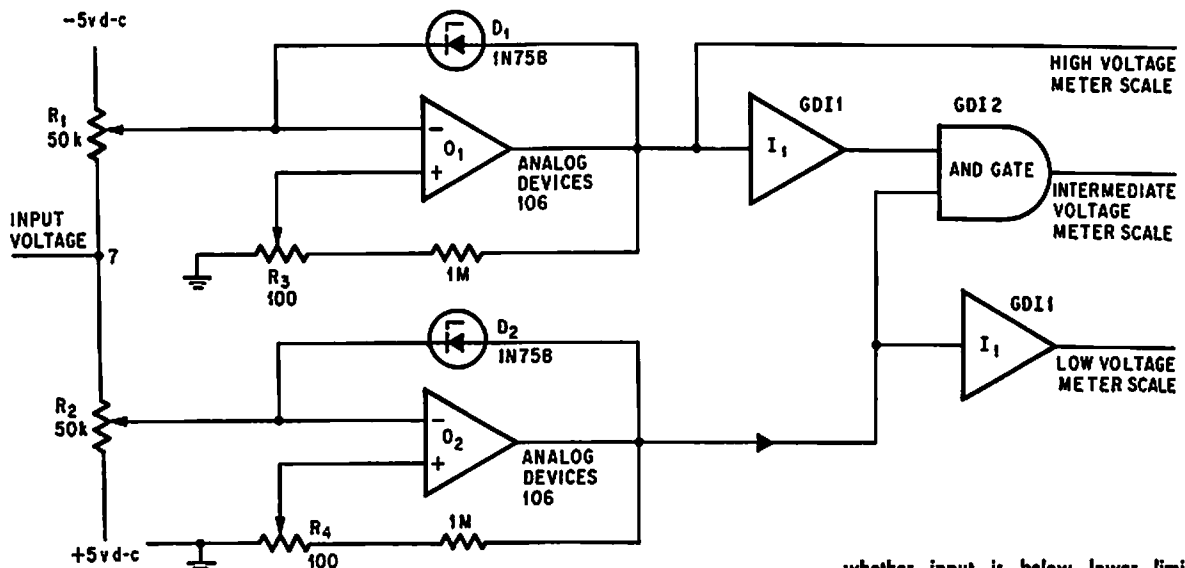 -5vd-c
D₁
1N75B
R₁
50k
-
O₁
+
ANALOG
DEVICES
106
HIGH VOLTAGE
METER SCALE
GDI1
I₁
GDI2
AND GATE
INTERMEDIATE
VOLTAGE
METER SCALE
INPUT
VOLTAGE
7
R₃
100
1M
D₂
1N75B
GDI1
I₁
LOW VOLTAGE
METER SCALE
R₂
50k
-
O₂
+
ANALOG
DEVICES
106
R₄
100
1M
+5vd-c
whether input is below lower limi